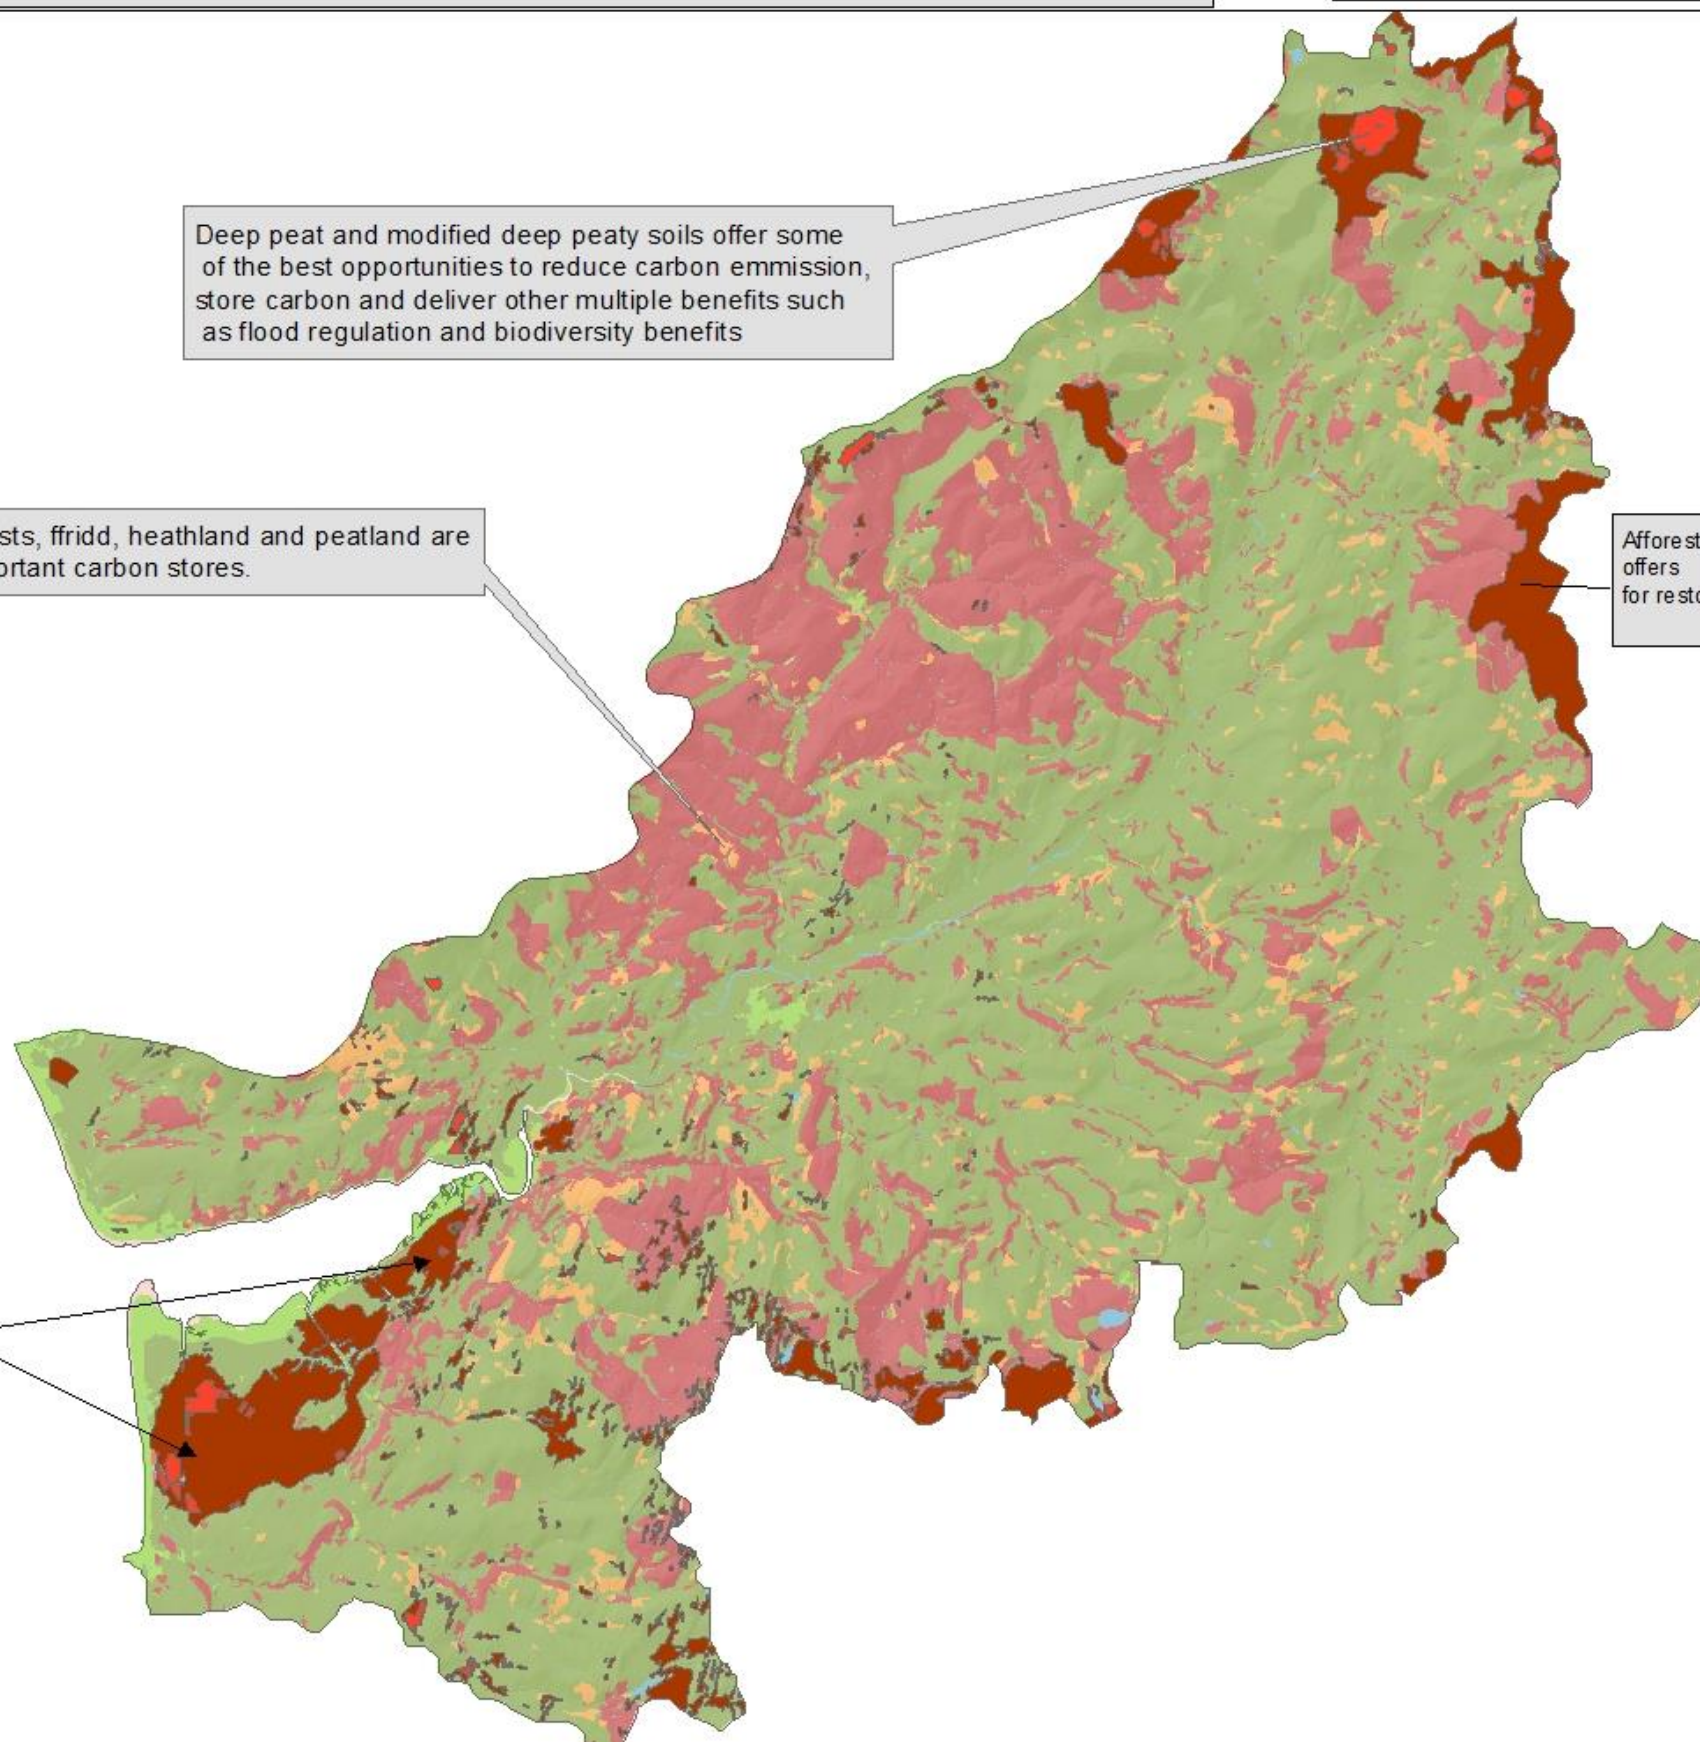 Deep peat and modified deep peaty soils offer some
of the best opportunities to reduce carbon emmission,
store carbon and deliver other multiple benefits such
as flood regulation and biodiversity benefits
sts, ffridd, heathland and peatland are
ortant carbon stores.
Afforest
offers
for resto